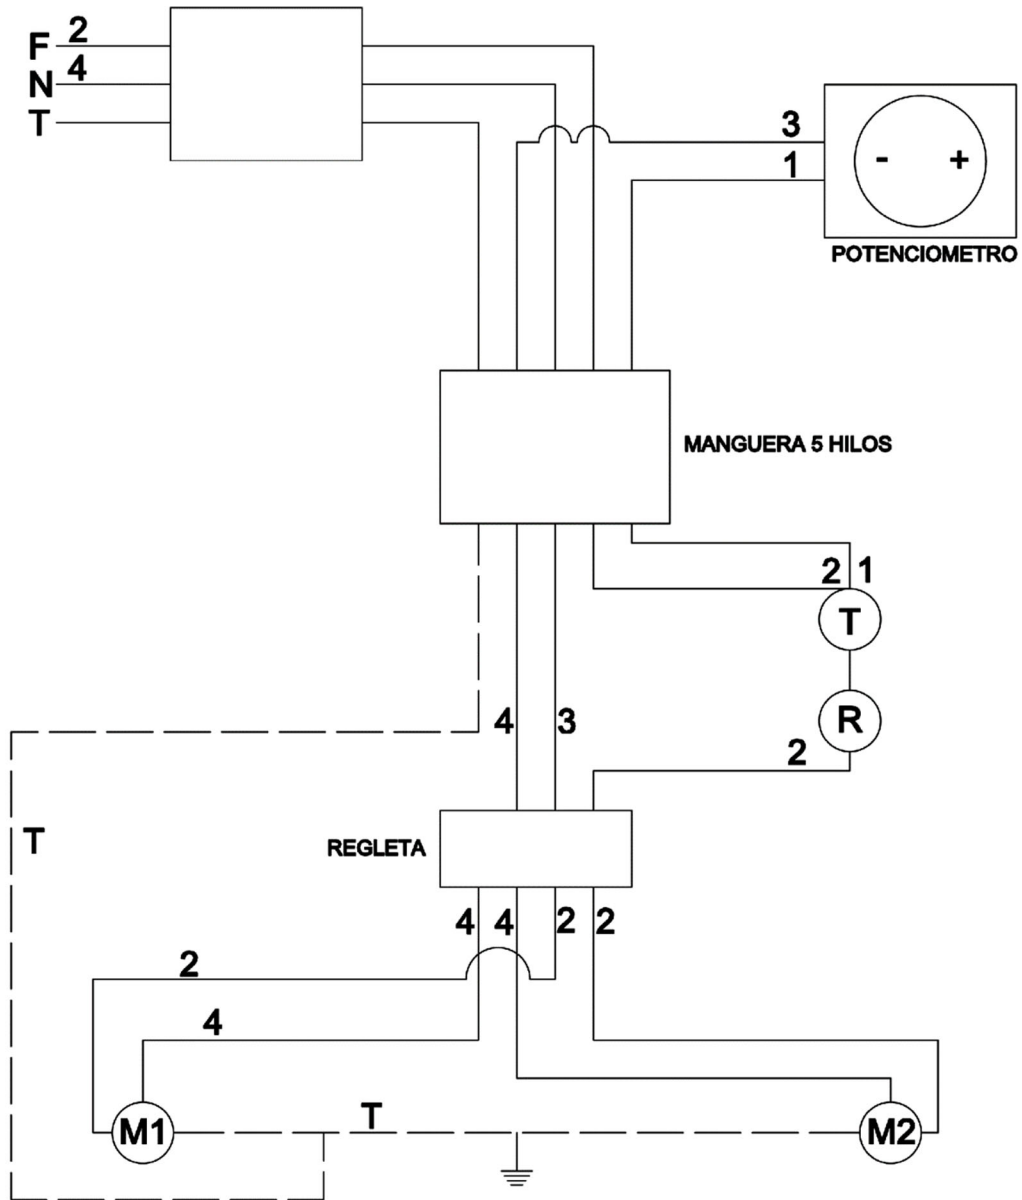 F 2
N 4
T
3
1
- +
POTENCIOMETRO
MANGUERA 5 HILOS
2 1
T
4 3
R
2
T
REGLETA
4 4 2 2
2
4
T
M1
M2